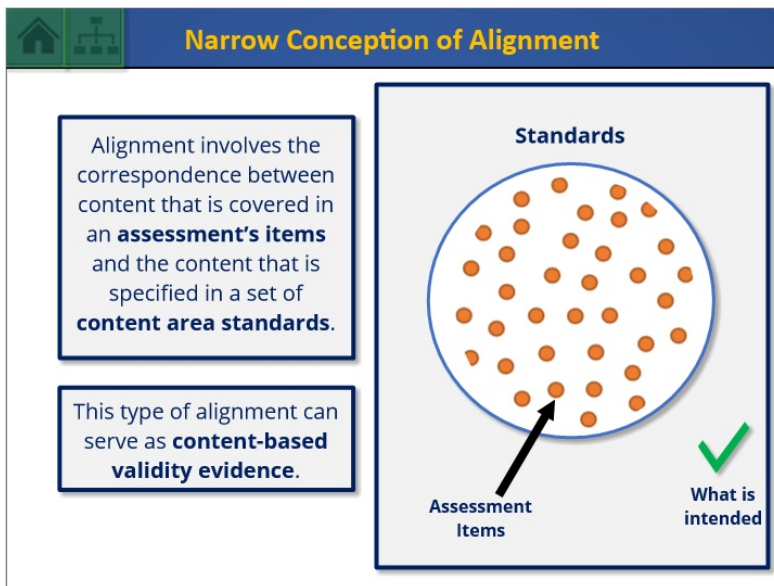 Narrow Conception of Alignment
Alignment involves the
correspondence between
content that is covered in
an assessment's items
and the content that is
specified in a set of
content area standards.
This type of alignment can
serve as content-based
validity evidence.
Standards
Assessment
Items
What is
intended